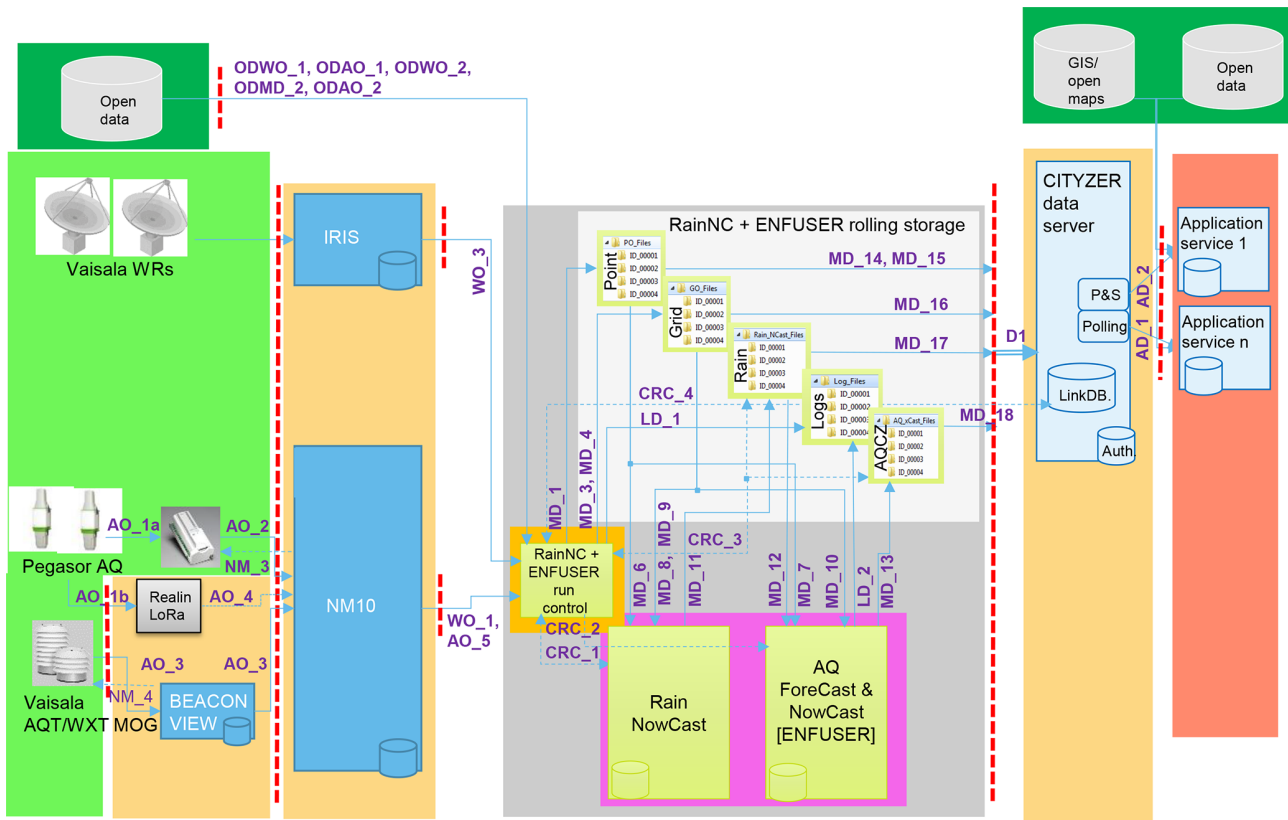 Open
data
ODWO_1, ODAO_1, ODWO_2,
ODMD_2, ODAO_2
GIS/
open
maps
Open
data
Vaisala WRs
IRIS
WO_3
RainNC + ENFUSER rolling storage
Point
PO_Files
ID_00001
ID_00002
ID_00003
ID_00004
Grid
GO_Files
ID_00001
ID_00002
ID_00003
ID_00004
Rain
Rain_NCast_Files
ID_00001
ID_00002
ID_00003
ID_00004
Logs
Log_Files
ID_00001
ID_00002
ID_00003
ID_00004
AQCZ
AQ_xCast_Files
ID_00001
ID_00002
ID_00003
ID_00004
MD_14, MD_15
MD_16
MD_17
MD_18
D1
CRC_4
LD_1
MD_1
MD_3, MD_4
CITYZER
data
server
P&S
Polling
LinkDB.
Auth.
AD_1 AD_2
Application
service 1
Application
service n
Pegasor AQ
AO_1a
AO_2
NM_3
AO_1b
Realin
LoRa
AO_4
AO_3
AO_3
NM_4
Vaisala
AQT/WXT MOG
BEACON
VIEW
NM10
WO_1,
AO_5
RainNC +
ENFUSER
run
control
CRC_2
CRC_1
CRC_3
MD_6
MD_8, MD_9
MD_11
MD_12
MD_7
MD_10
LD_2
MD_13
Rain
NowCast
AQ
ForeCast &
NowCast
[ENFUSER]